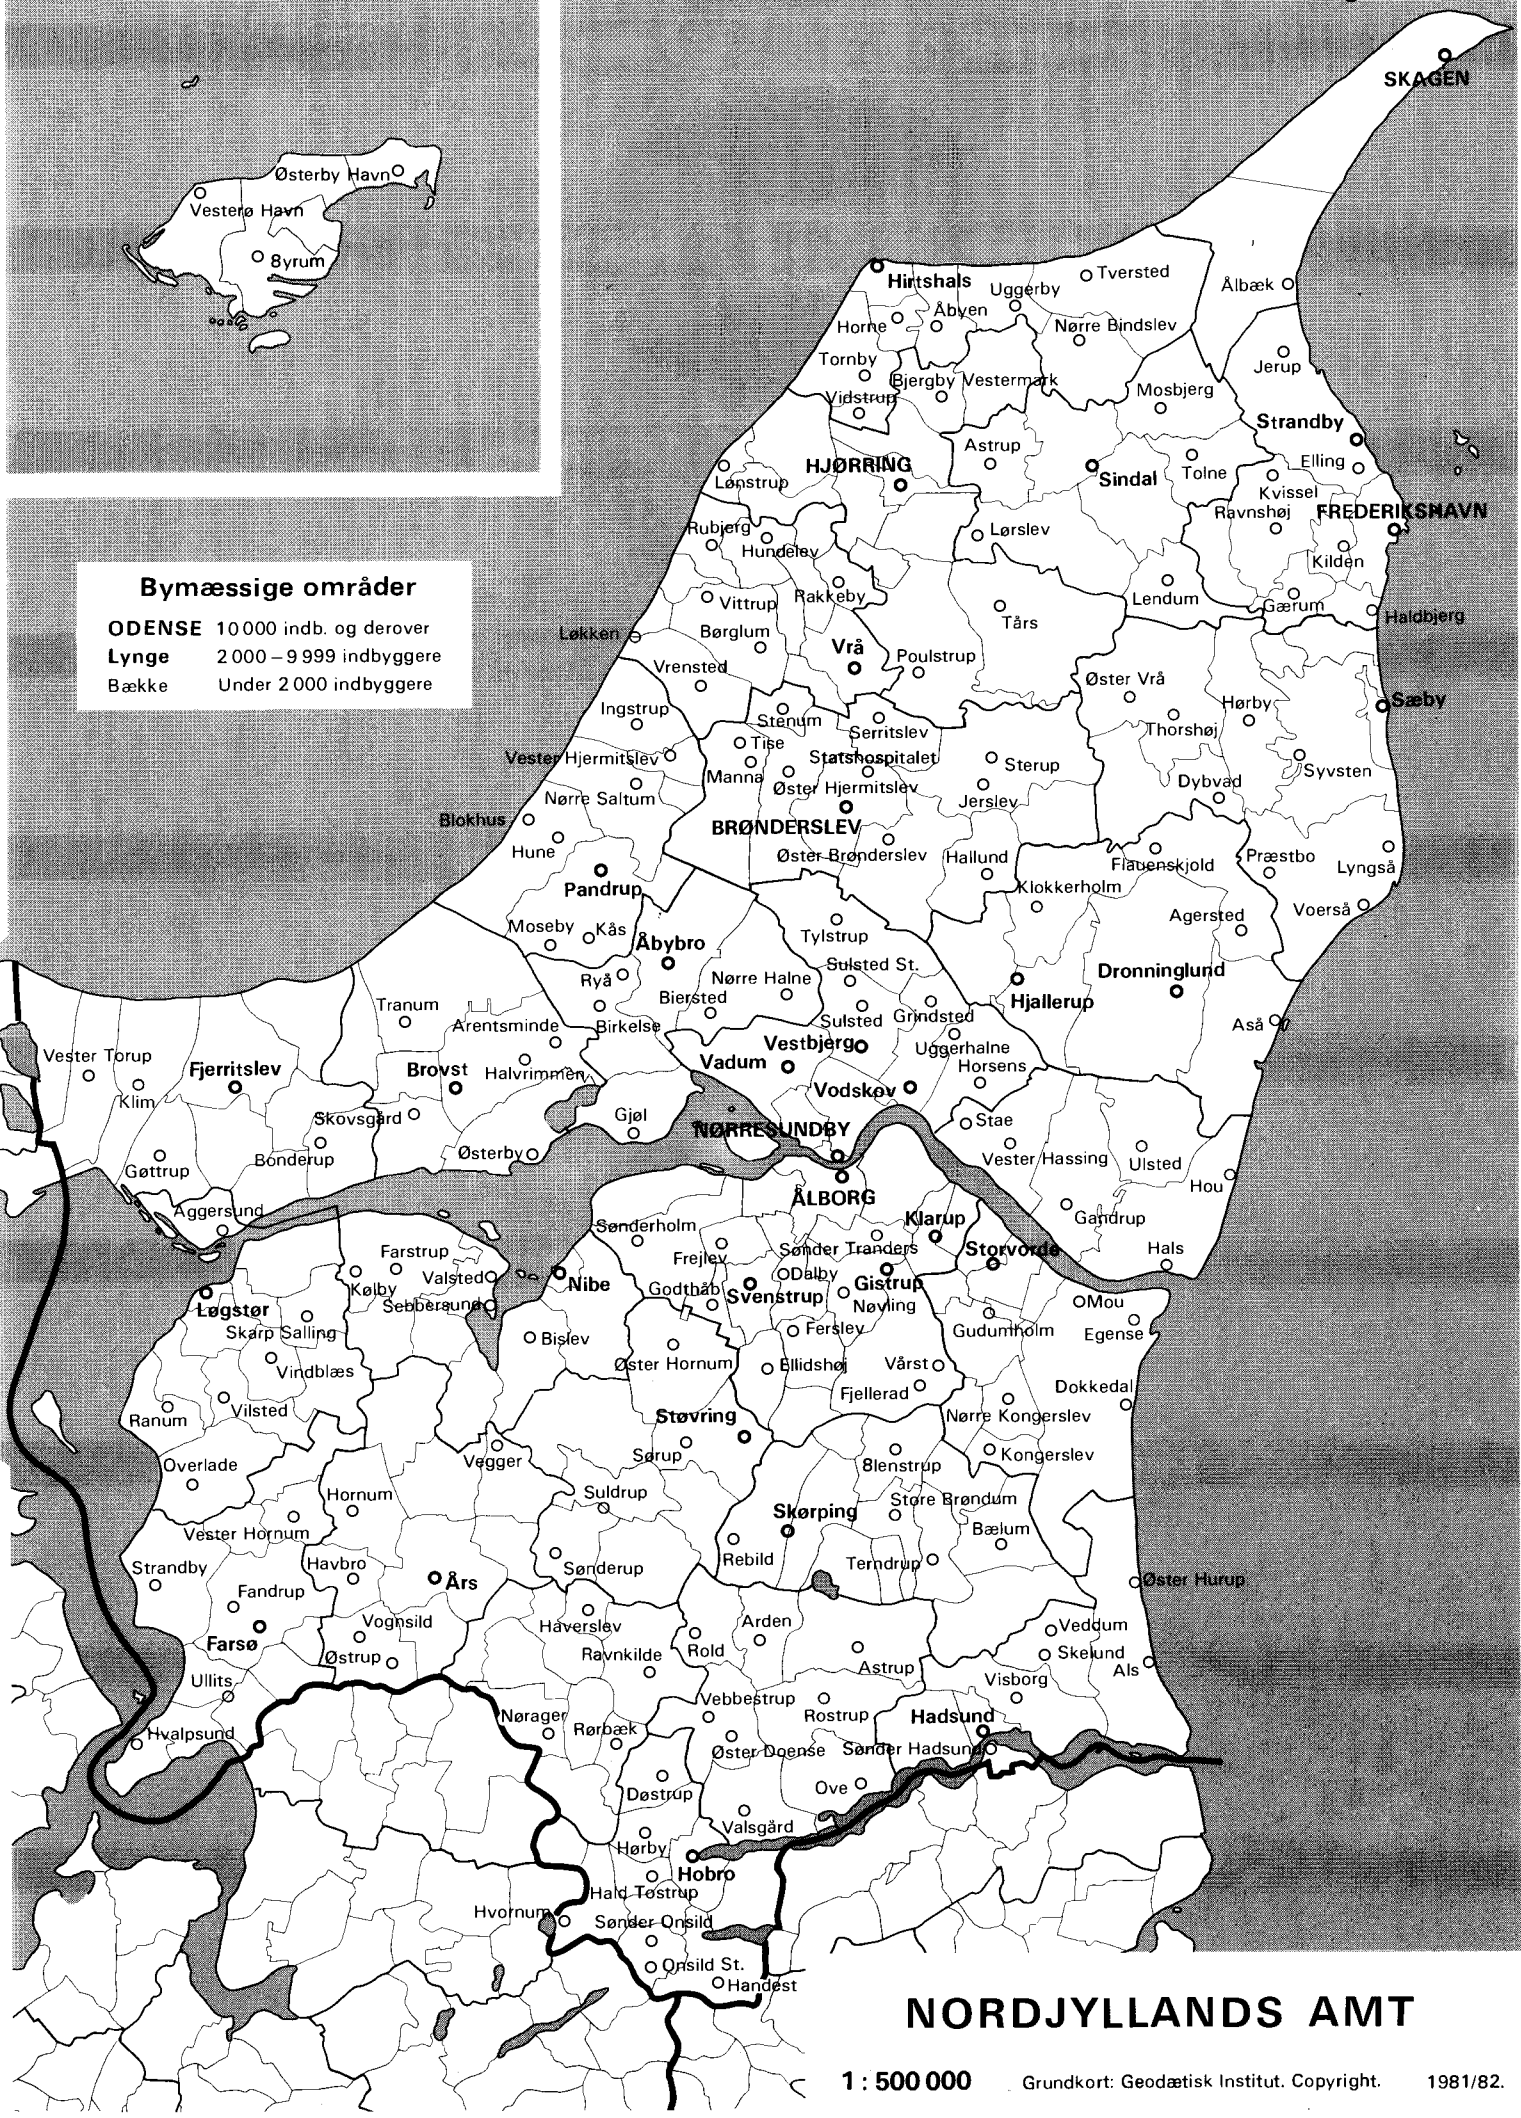 SKAGEN
Østerby Havn
Vesterø Havn
Byrum
Hirtshals
Tversted
Uggerby
Ålbæk
Åbyen
Horne
Nørre Bindslev
Tornby
Jerup
Bjergby
Vestermark
Vidstrup
Mosbjerg
Strandby
Astrup
HJØRRING
Elling
Tolne
Sindal
Lønstrup
Kvissel
Ravnshøj
FREDERIKSHAVN
Rubjerg
Lørslev
Hundelev
Kilden
Bymæssige områder
ODENSE 10 000 indb. og derover
Lynge 2 000 – 9 999 indbyggere
Bække Under 2 000 indbyggere
Rakkeby
Vittrup
Lendum
Gærum
Haldbjerg
Tårs
Løkken
Børglum
Vrå
Poulstrup
Vrensted
Øster Vrå
Sæby
Hørby
Ingstrup
Stenum
Thorshøj
Serritslev
Tise
Vester Hjermitslev
Statshospitalet
Sterup
Syvsten
Manna
Dybvad
Øster Hjermitslev
Nørre Saltum
Jerslev
Blokhus
BRØNDERSLEV
Hune
Øster Brønderslev
Hallund
Flauenskjold
Præstbo
Lyngså
Pandrup
Klokkerholm
Voerså
Agersted
Moseby
Kås
Tylstrup
Åbybro
Sulsted St.
Dronninglund
Ryå
Nørre Halne
Biersted
Hjallerup
Tranum
Grindsted
Sulsted
Arentsminde
Birkelse
Aså
Vestbjerg
Uggerhalne
Vester Torup
Vadum
Horsens
Fjerritslev
Brovst
Halvrimmen
Klim
Vodskov
Skovsgård
Gjøl
Stae
NØRRESUNDBY
Østerby
Bonderup
Vester Hassing
Ulsted
Gøttrup
Hou
ÅLBORG
Aggersund
Gandrup
Klarup
Sønderholm
Farstrup
Frejlev
Sønder Tranders
Storvorde
Hals
Valsted
Dalby
Nibe
Kølby
Godthåb
Svenstrup
Gistrup
Løgstør
Sebbersund
Nøvling
Mou
Skarp Salling
Bislev
Ferslev
Gudumholm
Egense
Vindblæs
Øster Hornum
Ellidshøj
Vårst
Fjellerad
Dokkedal
Vilsted
Ranum
Støvring
Nørre Kongerslev
Sørup
Kongerslev
Vegger
Overlade
Blenstrup
Hornum
Suldrup
Store Brøndum
Skørping
Vester Hornum
Bælum
Rebild
Terndrup
Havbro
Sønderup
Strandby
Års
Øster Hurup
Fandrup
Vognsild
Haverslev
Arden
Veddum
Farsø
Ravnkilde
Rold
Skelund
Østrup
Als
Astrup
Ullits
Visborg
Vebbestrup
Rostrup
Nørager
Hadsund
Rørbæk
Hvalpsund
Øster Doense
Sønder Hadsund
Ove
Døstrup
Valsgård
Hørby
Hobro
Hald Tostrup
Hvornum
Sønder Onsild
Onsild St.
Handest
NORDJYLLANDS AMT
1 : 500 000 Grundkort: Geodætisk Institut. Copyright. 1981/82.